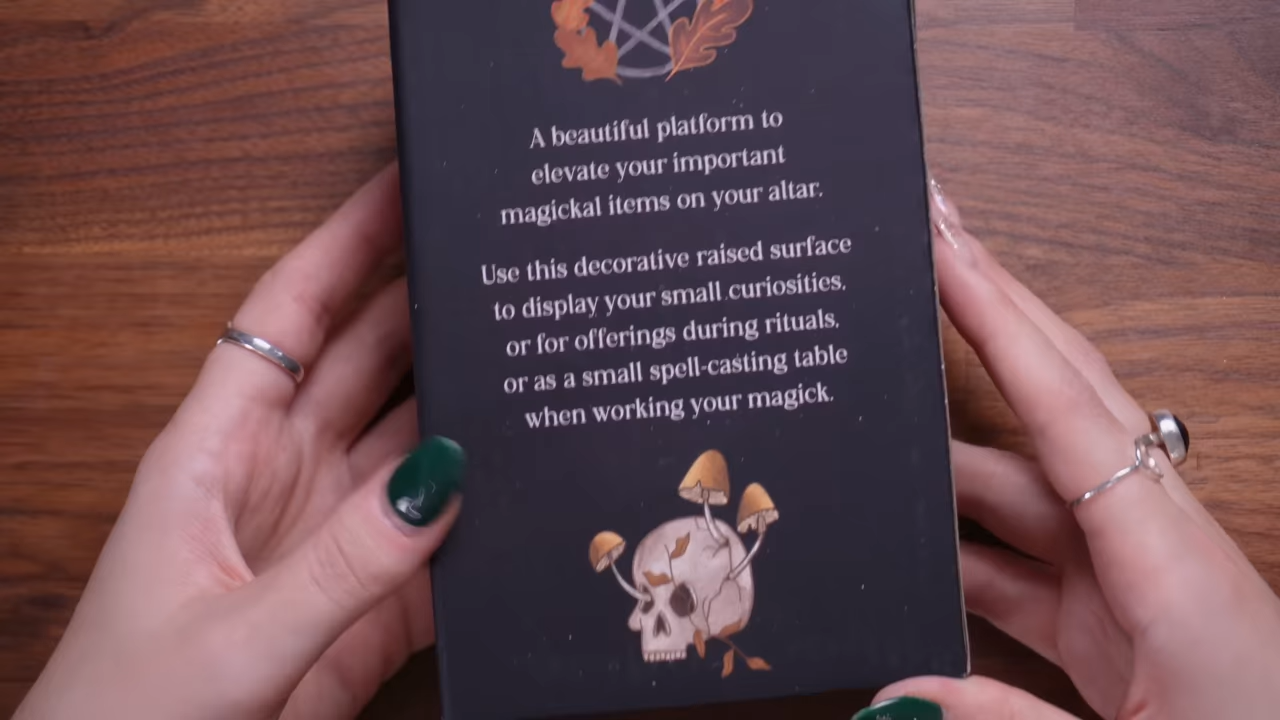 A beautiful platform to
elevate your important
magickal items on your altar.
Use this decorative raised surface
to display your small curiosities,
or for offerings during rituals,
or as a small spell-casting table
when working your magick.